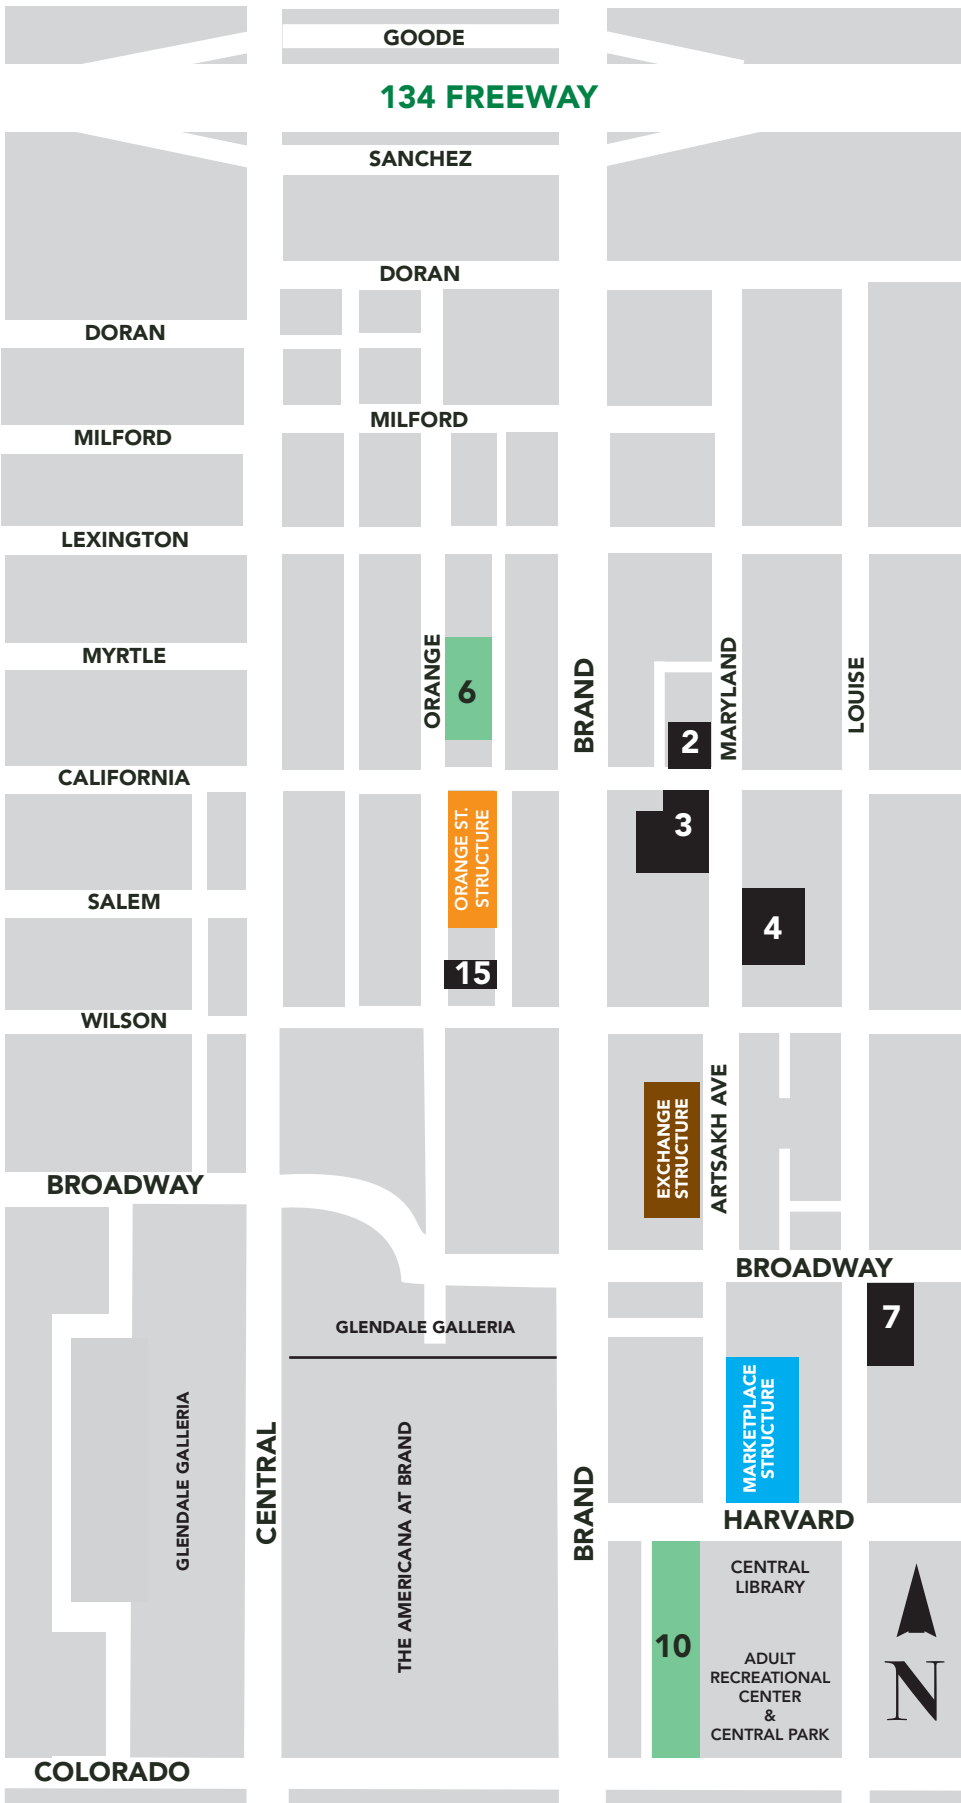 GOODE
134 FREEWAY
SANCHEZ
DORAN
DORAN
MILFORD
MILFORD
LEXINGTON
ORANGE
BRAND
MARYLAND
LOUISE
MYRTLE
6
2
CALIFORNIA
ORANGE ST.
STRUCTURE
3
SALEM
4
15
WILSON
EXCHANGE
STRUCTURE
ARTSAKH AVE
BROADWAY
BROADWAY
7
GLENDALE GALLERIA
MARKETPLACE
STRUCTURE
GLENDALE GALLERIA
CENTRAL
THE AMERICANA AT BRAND
BRAND
HARVARD
CENTRAL
LIBRARY
10
ADULT
RECREATIONAL
CENTER
&
CENTRAL PARK
N
COLORADO